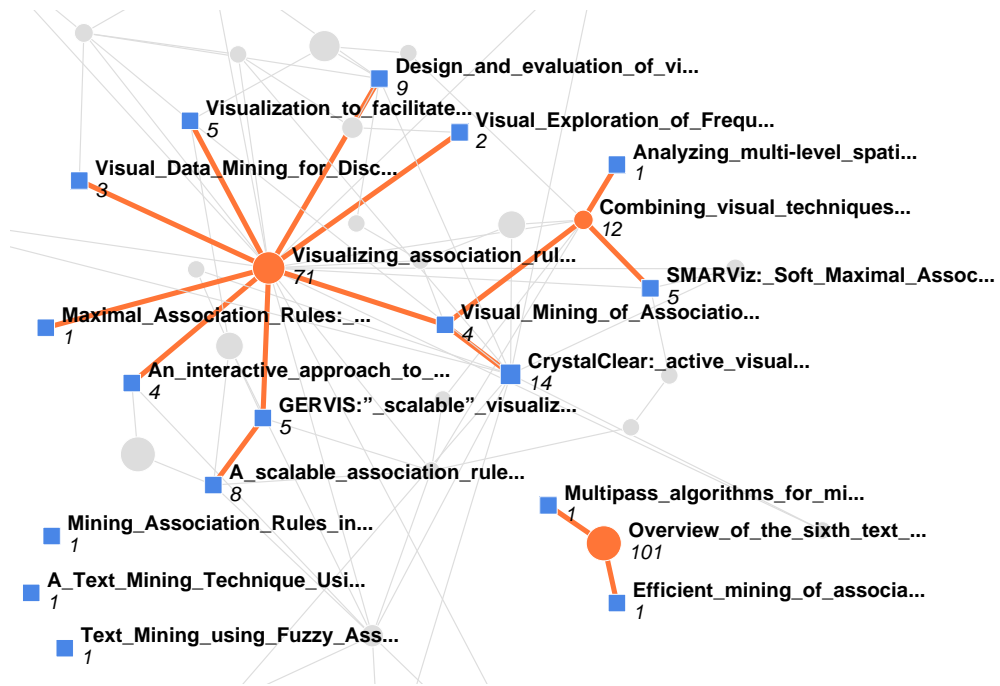 Design_and_evaluation_of_vi...
9
Visualization_to_facilitate...
5
Visual_Exploration_of_Frequ...
2
Analyzing_multi-level_spati...
1
Visual_Data_Mining_for_Disc...
3
Combining_visual_techniques...
12
Visualizing_association_rul...
71
SMARViz:_Soft_Maximal_Assoc...
5
Maximal_Association_Rules:_...
1
Visual_Mining_of_Associatio...
4
CrystalClear:_active_visual...
14
An_interactive_approach_to_...
4
GERVIS:”_scalable”_visualiz...
5
A_scalable_association_rule...
8
Multipass_algorithms_for_mi...
1
Mining_Association_Rules_in...
1
Overview_of_the_sixth_text_...
101
A_Text_Mining_Technique_Usi...
1
Efficient_mining_of_associa...
1
Text_Mining_using_Fuzzy_Ass...
1